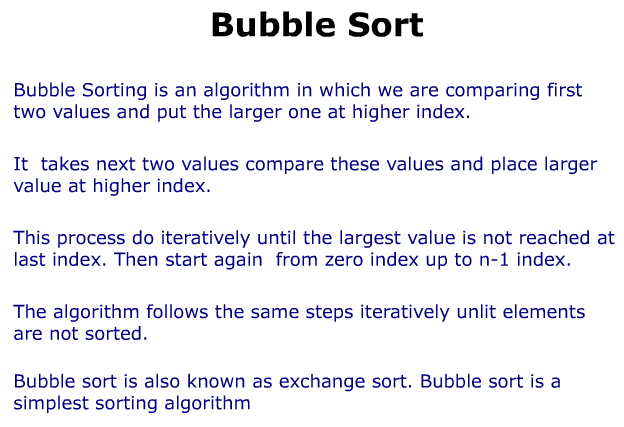 Bubble Sort
Bubble Sorting is an algorithm in which we are comparing first
two values and put the larger one at higher index.
It  takes next two values compare these values and place larger
value at higher index.
This process do iteratively until the largest value is not reached at
last index. Then start again  from zero index up to n-1 index.
The algorithm follows the same steps iteratively unlit elements
are not sorted.
Bubble sort is also known as exchange sort. Bubble sort is a
simplest sorting algorithm